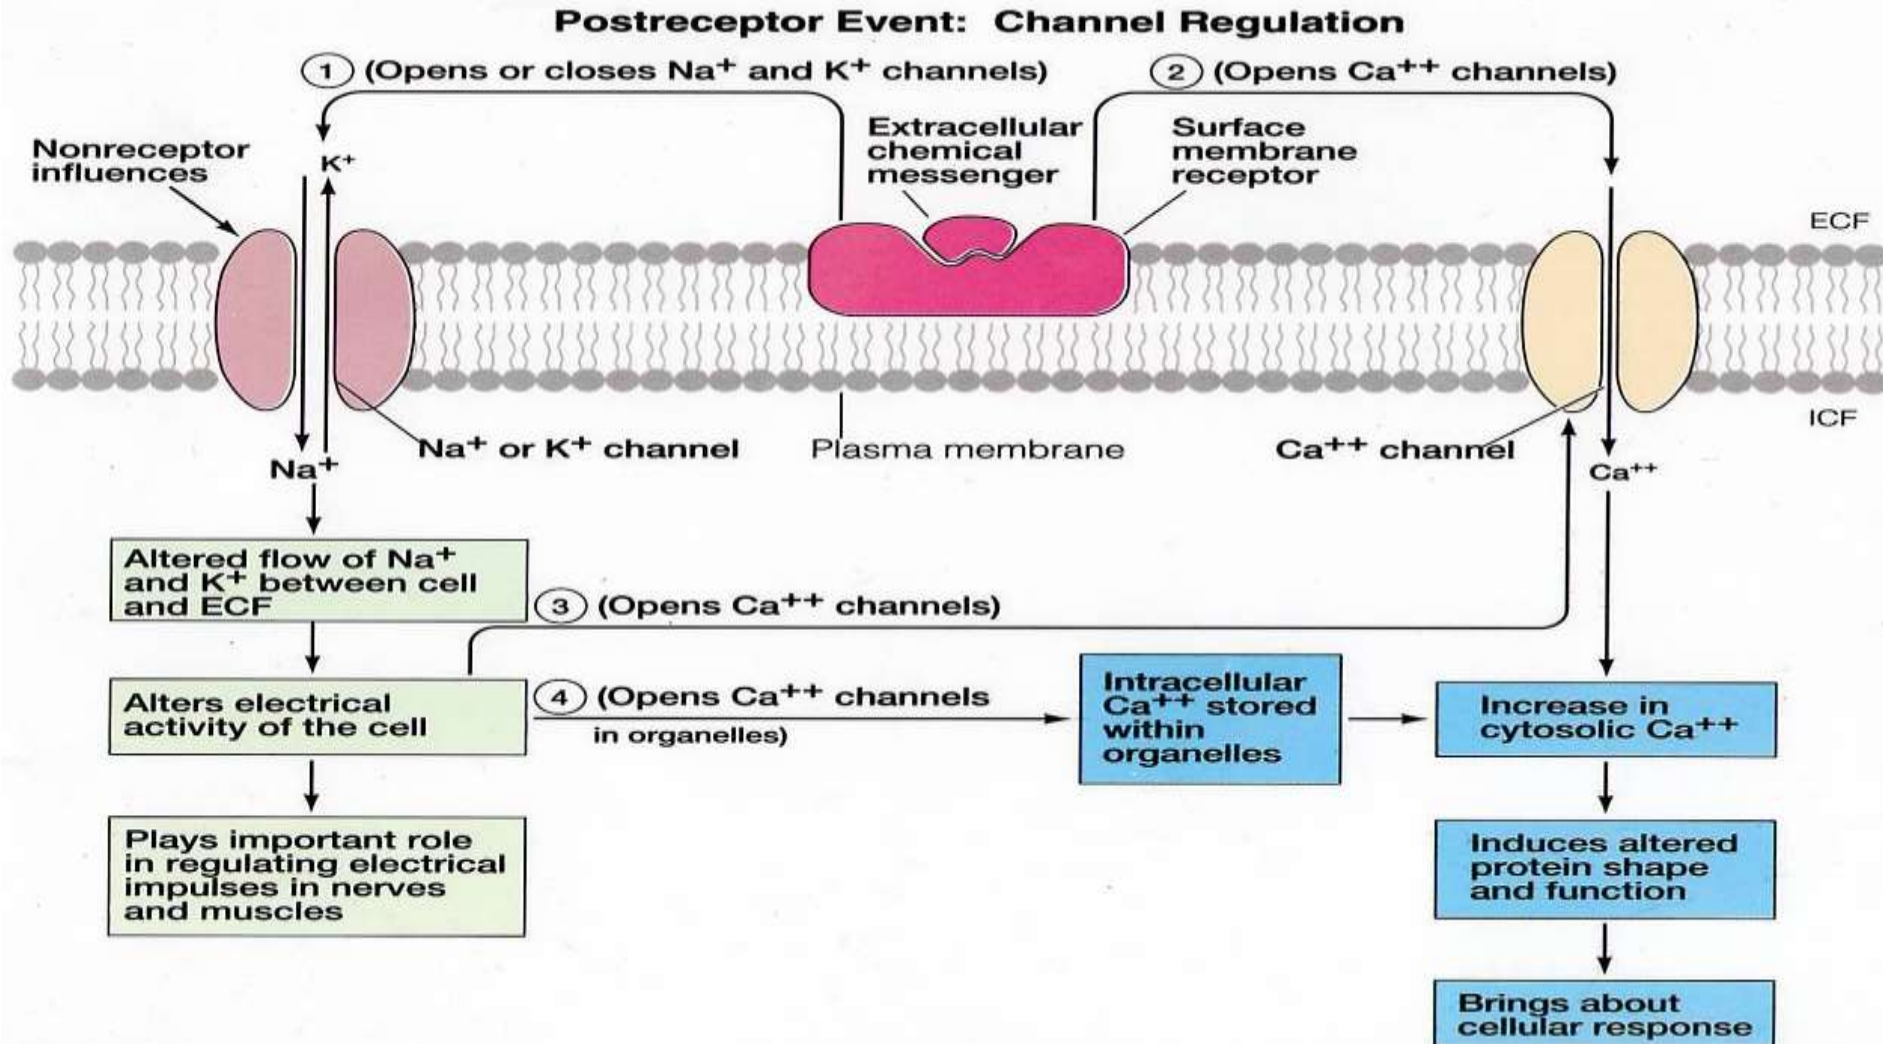 Postreceptor Event: Channel Regulation
1 (Opens or closes Na⁺ and K⁺ channels)
2 (Opens Ca⁺⁺ channels)
Nonreceptor
influences
K⁺
Extracellular
chemical
messenger
Surface
membrane
receptor
ECF
ICF
Na⁺
Na⁺ or K⁺ channel
Plasma membrane
Ca⁺⁺ channel
Ca⁺⁺
Altered flow of Na⁺
and K⁺ between cell
and ECF
3 (Opens Ca⁺⁺ channels)
Alters electrical
activity of the cell
4 (Opens Ca⁺⁺ channels
in organelles)
Intracellular
Ca⁺⁺ stored
within
organelles
Increase in
cytosolic Ca⁺⁺
Plays important role
in regulating electrical
impulses in nerves
and muscles
Induces altered
protein shape
and function
Brings about
cellular response